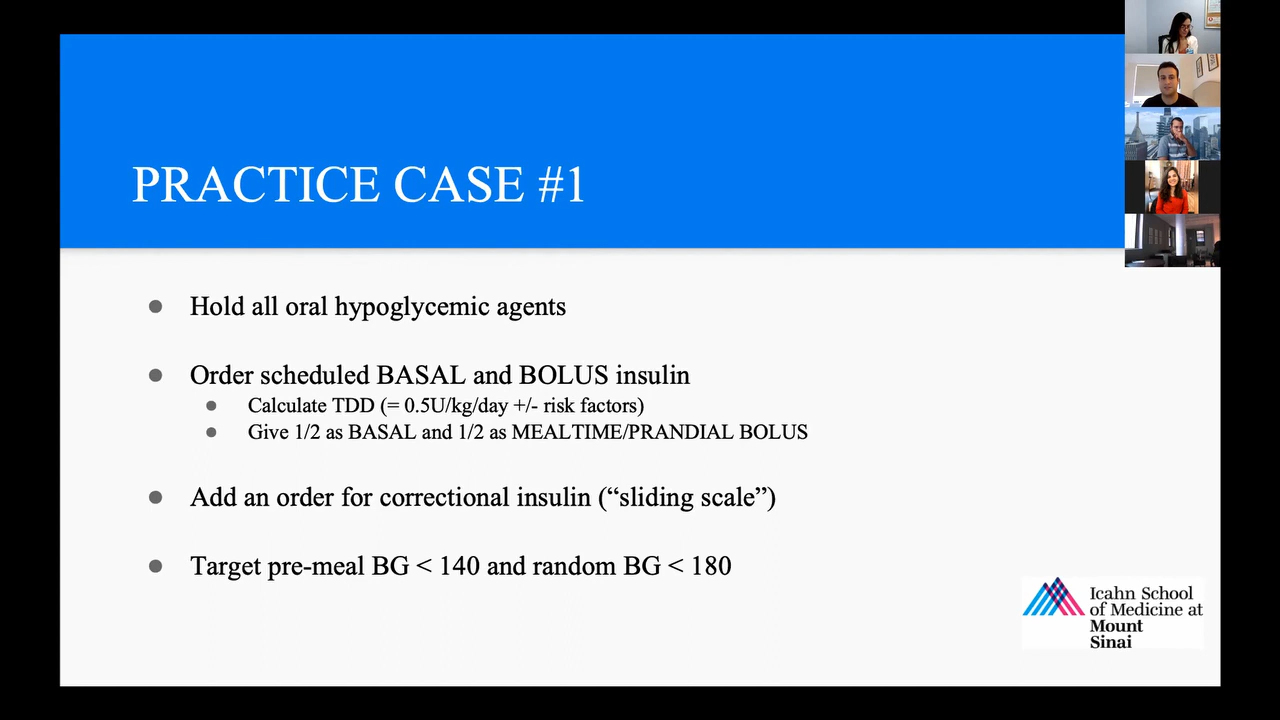 PRACTICE CASE #1
Hold all oral hypoglycemic agents
Order scheduled BASAL and BOLUS insulin
Calculate TDD (= 0.5U/kg/day +/- risk factors)
Give 1/2 as BASAL and 1/2 as MEALTIME/PRANDIAL BOLUS
Add an order for correctional insulin (“sliding scale”)
Target pre-meal BG < 140 and random BG < 180
Icahn School
of Medicine at
Mount
Sinai